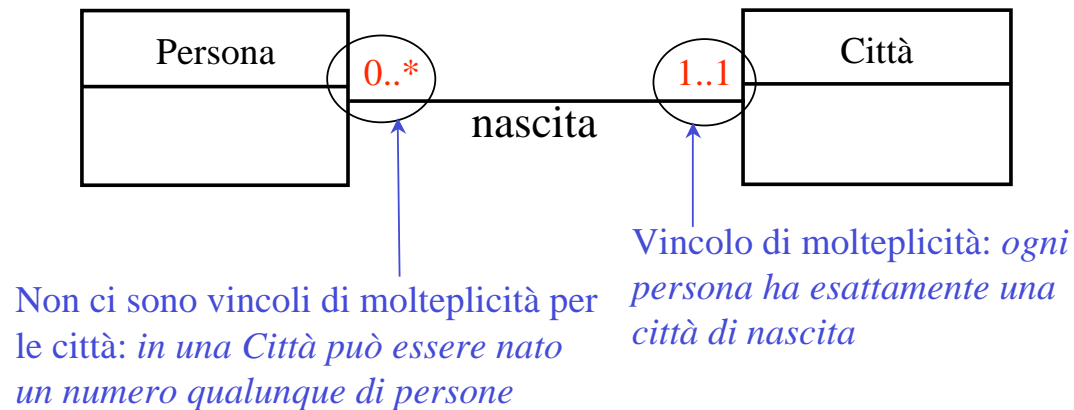 Persona
0..*
1..1
Città
nascita
Vincolo di molteplicità: ogni
persona ha esattamente una
città di nascita
Non ci sono vincoli di molteplicità per
le città: in una Città può essere nato
un numero qualunque di persone